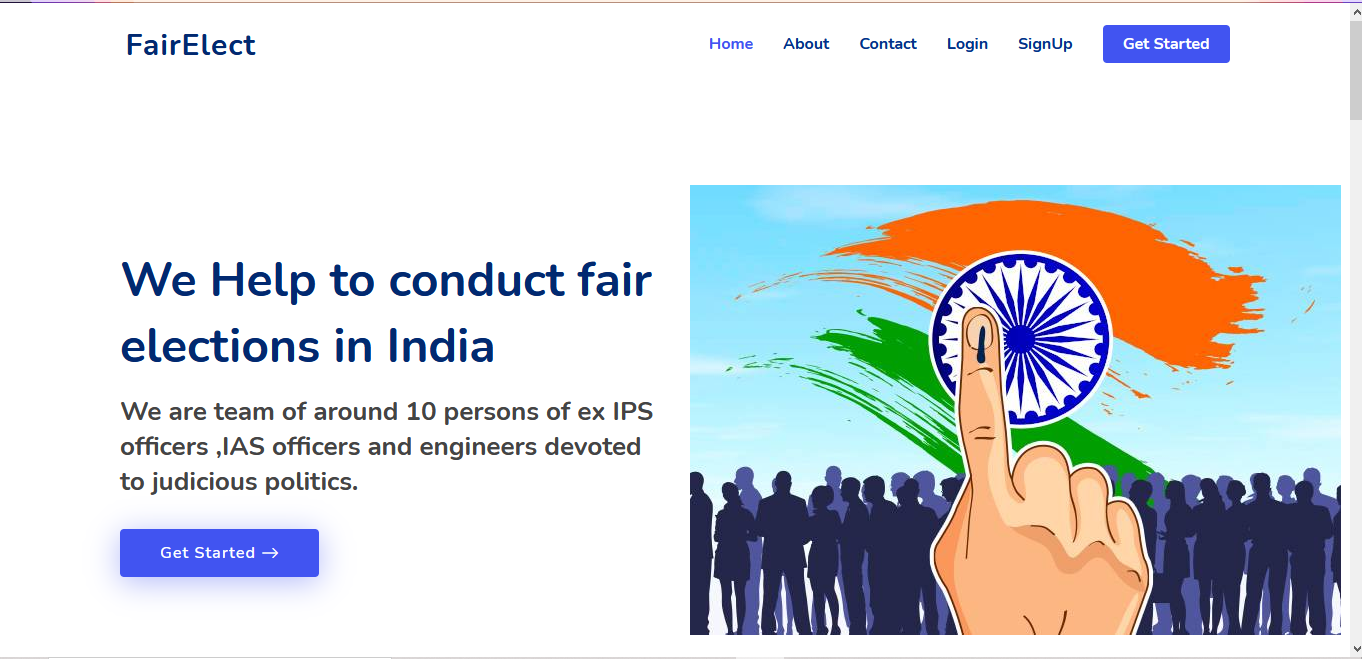 FairElect
Home About Contact Login SignUp Get Started
We Help to conduct fair
elections in India
We are team of around 10 persons of ex IPS
officers ,IAS officers and engineers devoted
to judicious politics.
Get Started →